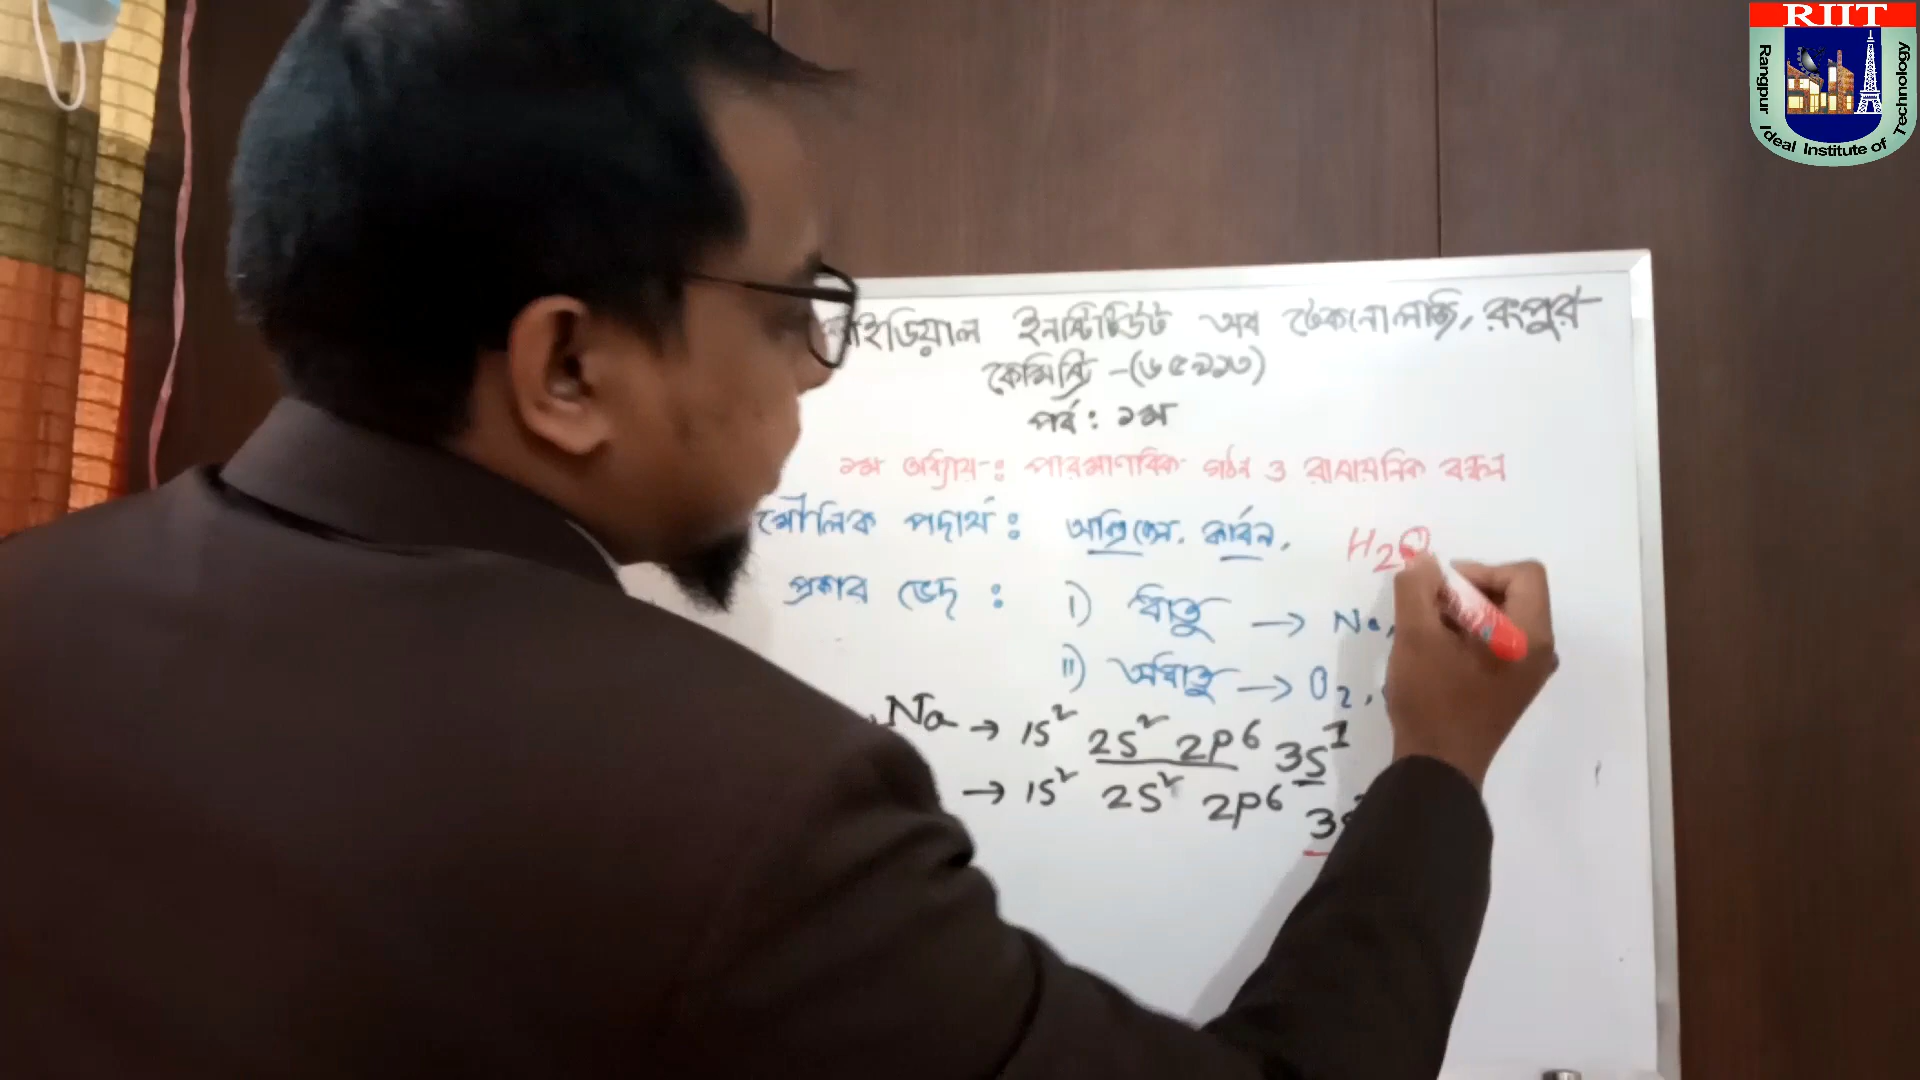 RIIT
Rangpur Ideal Institute of Technology
আইডিয়াল ইনস্টিটিউট অব টেকনোলজি, রংপুর
কেমিস্ট্রি -(৬৫৯১৩)
পর্ব: ১ম
১ম অধ্যায়-: পারমাণবিক গঠন ও রাসায়নিক বন্ধন
মৌলিক পদার্থ: কার্বন, H2O
প্রকার ভেদ: i) ধাতু → Na,
ii) অধাতু → O2,
Na → 1S² 2S² 2P6 3S1
→ 1S² 2S² 2P6